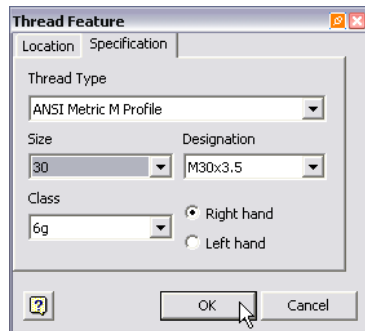 Thread Feature
Location Specification
Thread Type
ANSI Metric M Profile
Size Designation
30 M30x3.5
Class
6g
Right hand
Left hand
? OK Cancel